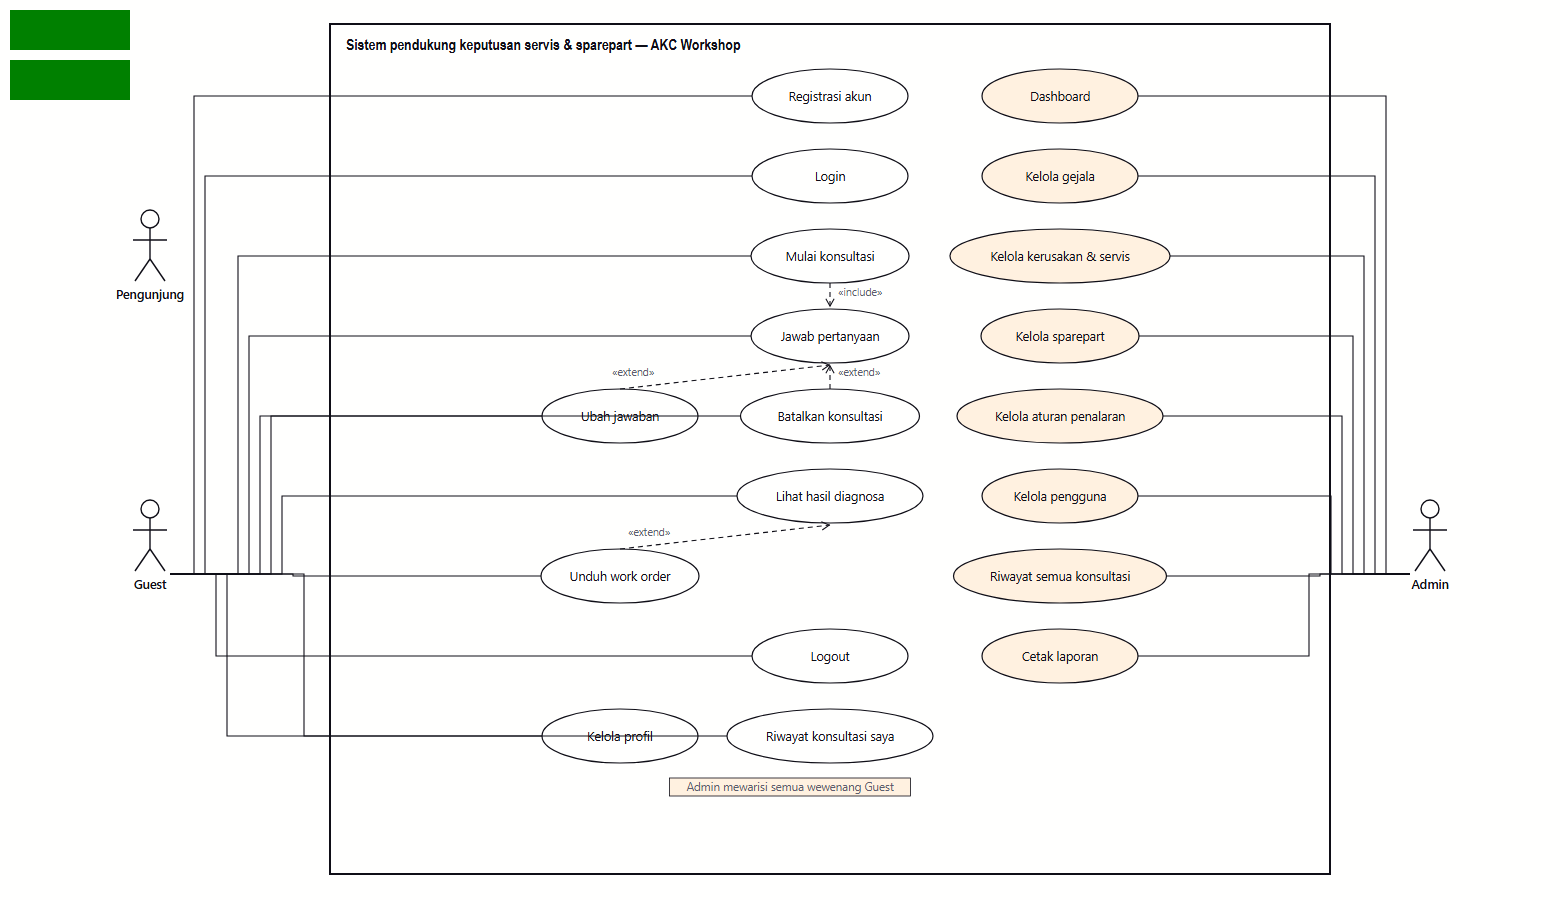 Sistem pendukung keputusan servis & sparepart — AKC Workshop
Registrasi akun
Dashboard
Login
Kelola gejala
Pengunjung
Mulai konsultasi
Kelola kerusakan & servis
«include»
Jawab pertanyaan
Kelola sparepart
«extend»
«extend»
Ubah jawaban
Batalkan konsultasi
Kelola aturan penalaran
Lihat hasil diagnosa
Kelola pengguna
«extend»
Guest
Unduh work order
Riwayat semua konsultasi
Admin
Logout
Cetak laporan
Kelola profil
Riwayat konsultasi saya
Admin mewarisi semua wewenang Guest